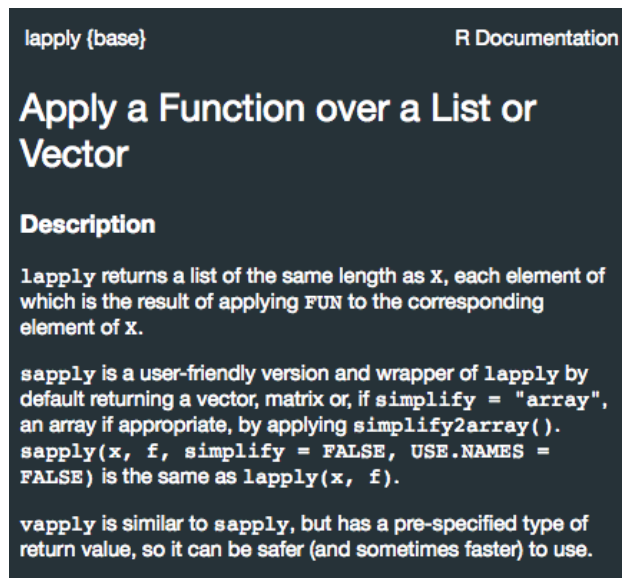 lapply {base} R Documentation
Apply a Function over a List or
Vector
Description
lapply returns a list of the same length as X, each element of
which is the result of applying FUN to the corresponding
element of X.
sapply is a user-friendly version and wrapper of lapply by
default returning a vector, matrix or, if simplify = "array",
an array if appropriate, by applying simplify2array().
sapply(x, f, simplify = FALSE, USE.NAMES =
FALSE) is the same as lapply(x, f).
vapply is similar to sapply, but has a pre-specified type of
return value, so it can be safer (and sometimes faster) to use.